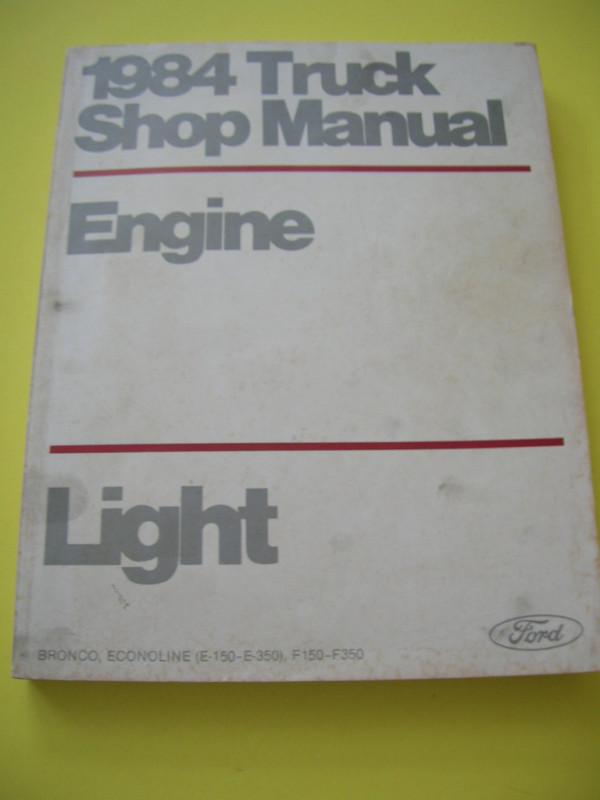 1984 Truck
Shop Manual
Engine
Light
BRONCO, ECONOLINE (E-150-E-350), F150-F350
Ford